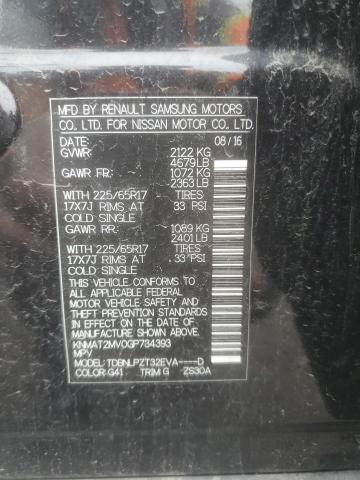 MFD BY RENAULT SAMSUNG MOTORS
CO. LTD. FOR NISSAN MOTOR CO., LTD.
DATE: 08/16
GVWR: 2122 KG
4679 LB
GAWR FR: 1072 KG
2363 LB
WITH 225/65R17 TIRES
17X7J RIMS AT 33 PSI
COLD SINGLE
GAWR RR: 1089 KG
2401 LB
WITH 225/65R17 TIRES
17X7J RIMS AT 33 PSI
COLD SINGLE
THIS VEHICLE CONFORMS TO ALL
APPLICABLE FEDERAL MOTOR
VEHICLE SAFETY, BUMPER, AND
THEFT PREVENTION STANDARDS
IN EFFECT ON THE DATE OF
MANUFACTURE SHOWN ABOVE.
KNMAT2MV0GP734393
MPV
MODEL: TDBNLPZT32EVA----D
COLOR: G41 TRIM: G ZS30A